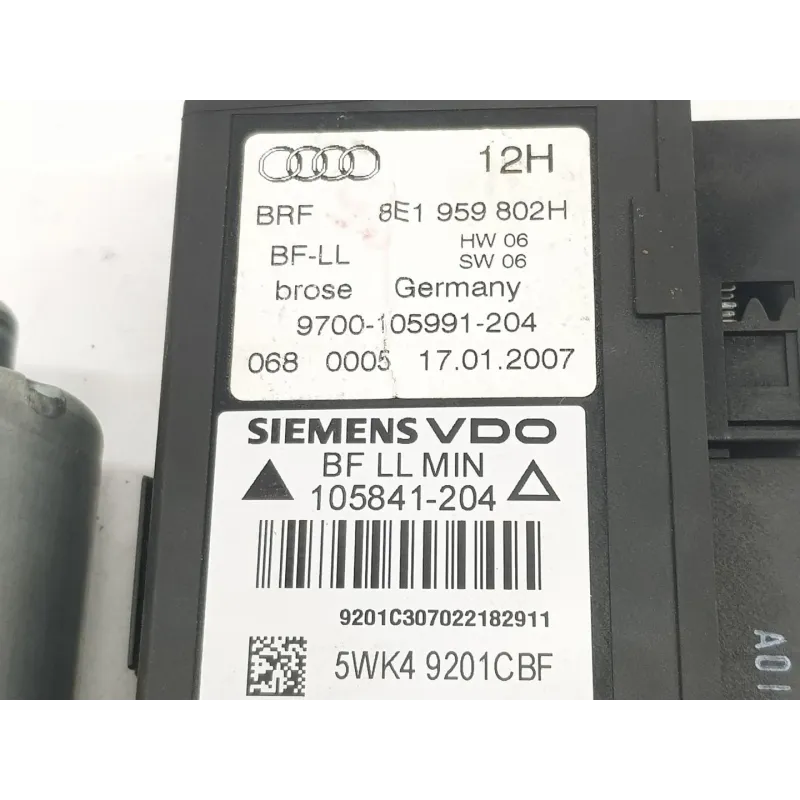 12H
BRF 8E1 959 802H
BF-LL HW 06
SW 06
brose Germany
9700-105991-204
068 0005 17.01.2007
SIEMENS VDO
BF LL MIN
105841-204
9201C307022182911
5WK4 9201CBF